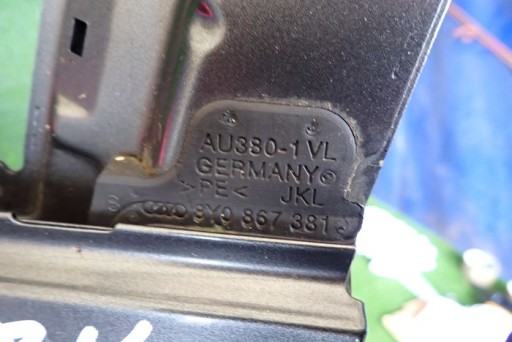 AU380-1 VL
GERMANY
>PE< JKL
8Y0 867 381